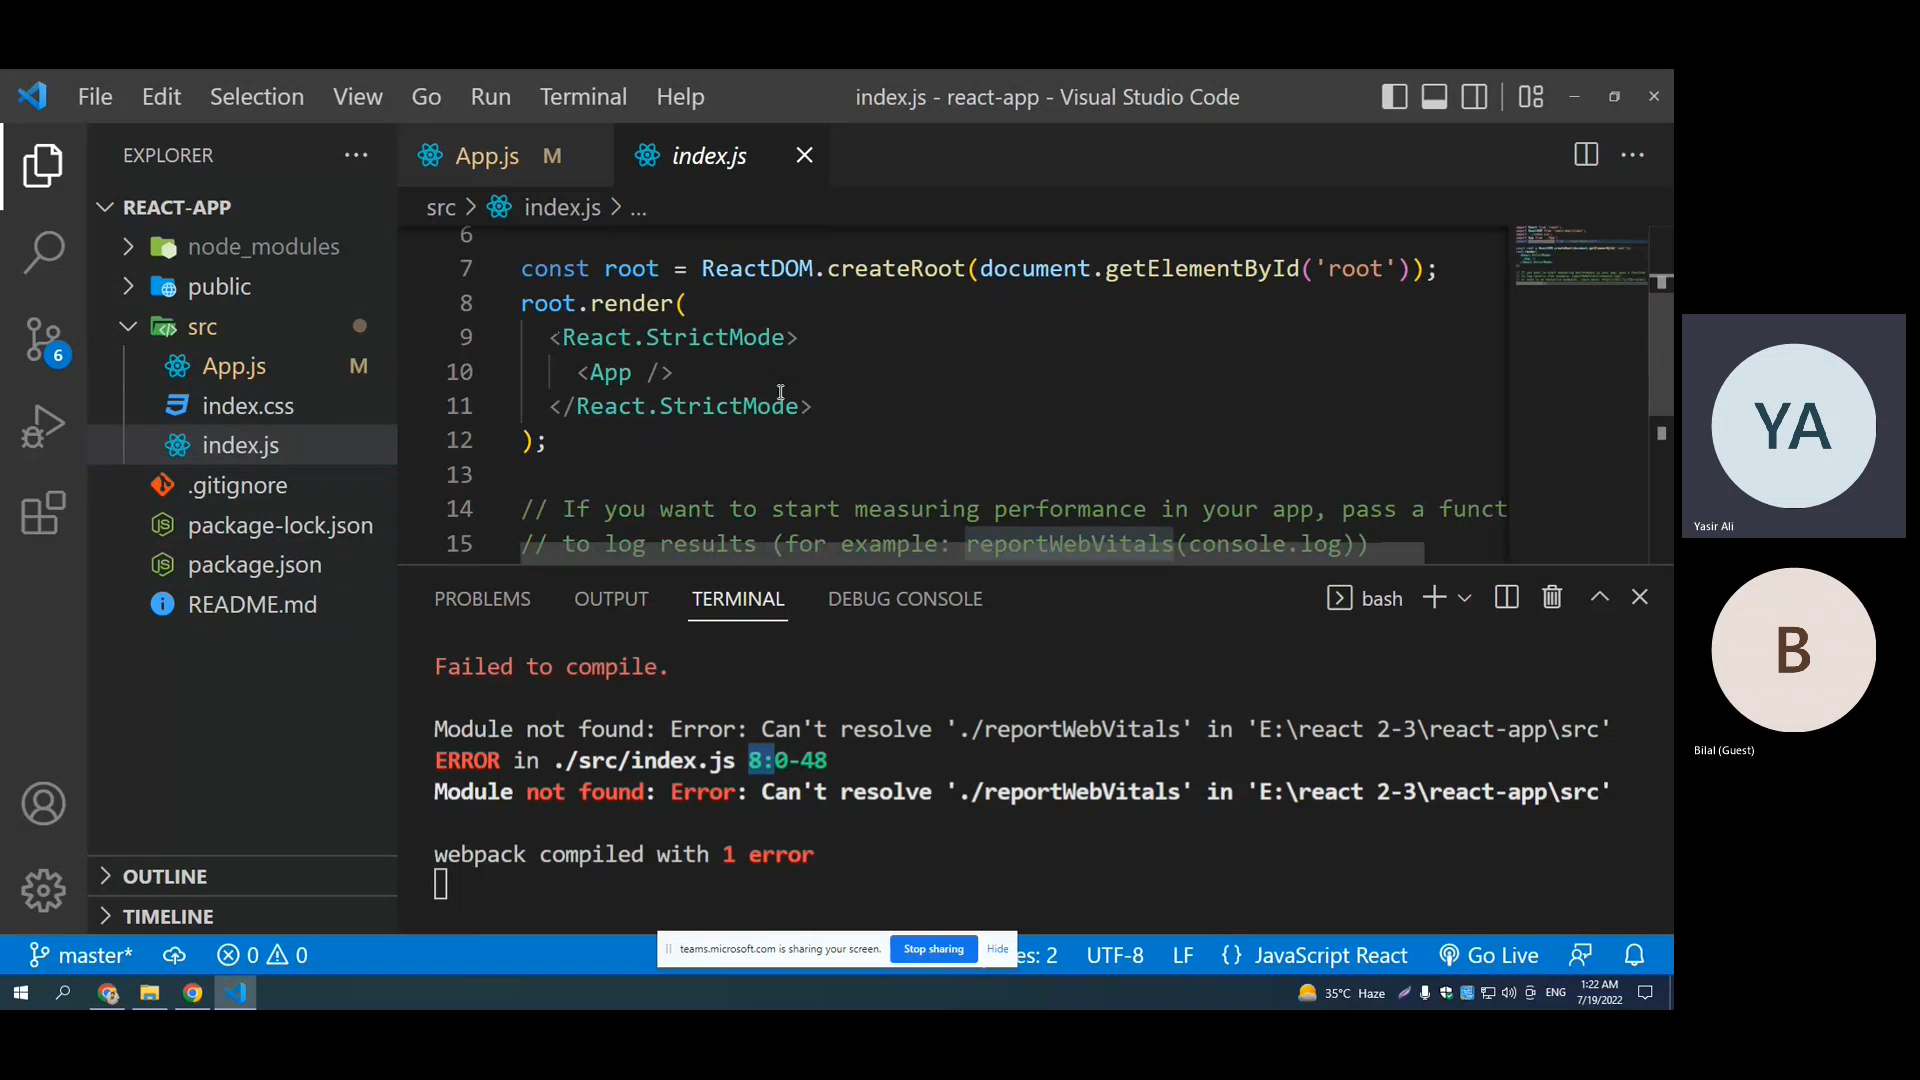 File Edit Selection View Go Run Terminal Help index.js - react-app - Visual Studio Code
EXPLORER
App.js M
index.js
REACT-APP
src > index.js > ...
node_modules
public
src
App.js M
index.css
index.js
.gitignore
package-lock.json
package.json
README.md
OUTLINE
TIMELINE
6
6
7 const root = ReactDOM.createRoot(document.getElementById('root'));
8 root.render(
9 <React.StrictMode>
10 <App />
11 </React.StrictMode>
12 );
13
14 // If you want to start measuring performance in your app, pass a funct
15 // to log results (for example: reportWebVitals(console.log))
PROBLEMS OUTPUT TERMINAL DEBUG CONSOLE bash
Failed to compile.
Module not found: Error: Can't resolve './reportWebVitals' in 'E:\react 2-3\react-app\src'
ERROR in ./src/index.js 8:0-48
Module not found: Error: Can't resolve './reportWebVitals' in 'E:\react 2-3\react-app\src'
webpack compiled with 1 error
teams.microsoft.com is sharing your screen. Stop sharing Hide
master* 0 0 es: 2 UTF-8 LF {} JavaScript React Go Live
35°C Haze ENG 1:22 AM
7/19/2022
YA
Yasir Ali
B
Bilal (Guest)